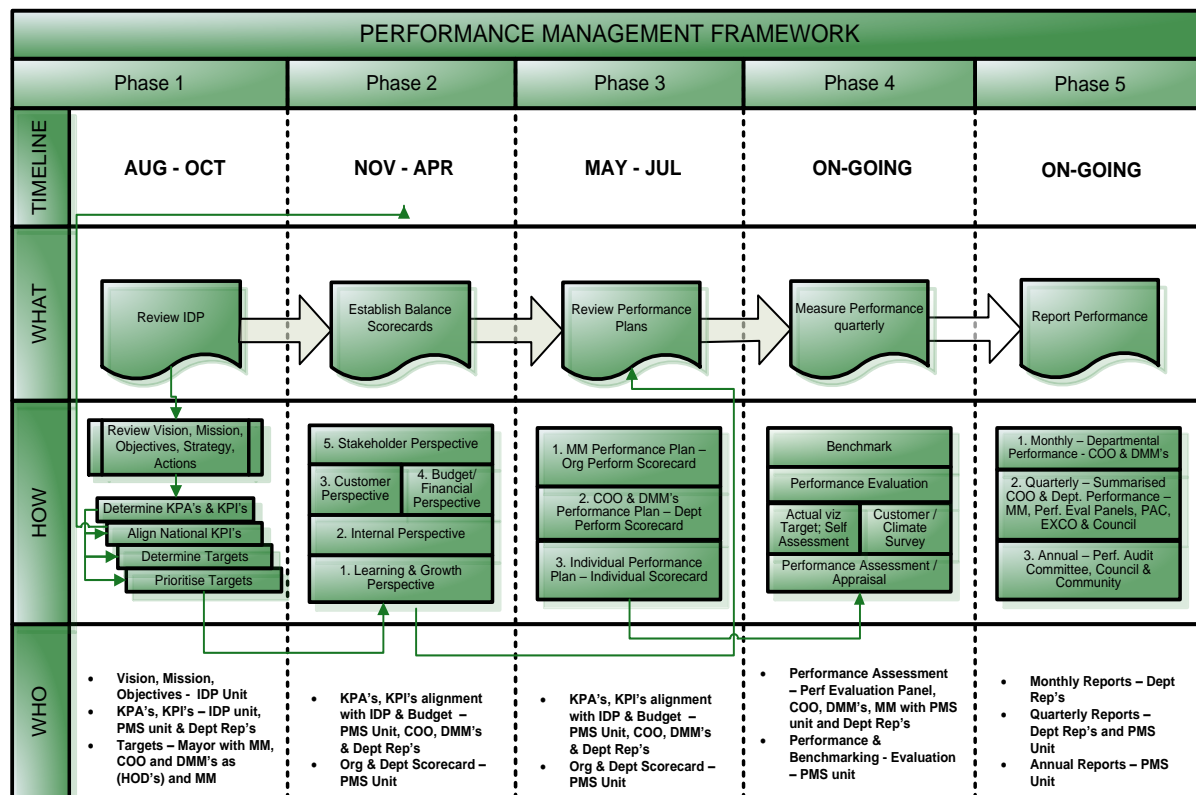 PERFORMANCE MANAGEMENT FRAMEWORK
Phase 1
Phase 2
Phase 3
Phase 4
Phase 5
TIMELINE
AUG - OCT
NOV - APR
MAY - JUL
ON-GOING
ON-GOING
WHAT
Review IDP
Establish Balance
Scorecards
Review Performance
Plans
Measure Performance
quarterly
Report Performance
HOW
Review Vision, Mission,
Objectives, Strategy,
Actions
Determine KPA's & KPI's
Align National KPI's
Determine Targets
Prioritise Targets
5. Stakeholder Perspective
3. Customer
Perspective
4. Budget/
Financial
Perspective
2. Internal Perspective
1. Learning & Growth
Perspective
1. MM Performance Plan –
Org Perform Scorecard
2. COO & DMM's
Performance Plan – Dept
Perform Scorecard
3. Individual Performance
Plan – Individual Scorecard
Benchmark
Performance Evaluation
Actual viz
Target; Self
Assessment
Customer /
Climate
Survey
Performance Assessment /
Appraisal
1. Monthly – Departmental
Performance - COO & DMM's
2. Quarterly – Summarised
COO & Dept. Performance –
MM, Perf. Eval Panels, PAC,
EXCO & Council
3. Annual – Perf. Audit
Committee, Council &
Community
WHO
• Vision, Mission,
Objectives - IDP Unit
• KPA's, KPI's – IDP unit,
PMS unit & Dept Rep's
• Targets – Mayor with MM,
COO and DMM's as
(HOD's) and MM
• KPA's, KPI's alignment
with IDP & Budget –
PMS Unit, COO, DMM's
& Dept Rep's
• Org & Dept Scorecard –
PMS Unit
• KPA's, KPI's alignment
with IDP & Budget –
PMS Unit, COO, DMM's
& Dept Rep's
• Org & Dept Scorecard –
PMS Unit
• Performance Assessment
– Perf Evaluation Panel,
COO, DMM's, MM with PMS
unit and Dept Rep's
• Performance &
Benchmarking - Evaluation
– PMS unit
• Monthly Reports – Dept
Rep's
• Quarterly Reports –
Dept Rep's and PMS
Unit
• Annual Reports – PMS
Unit